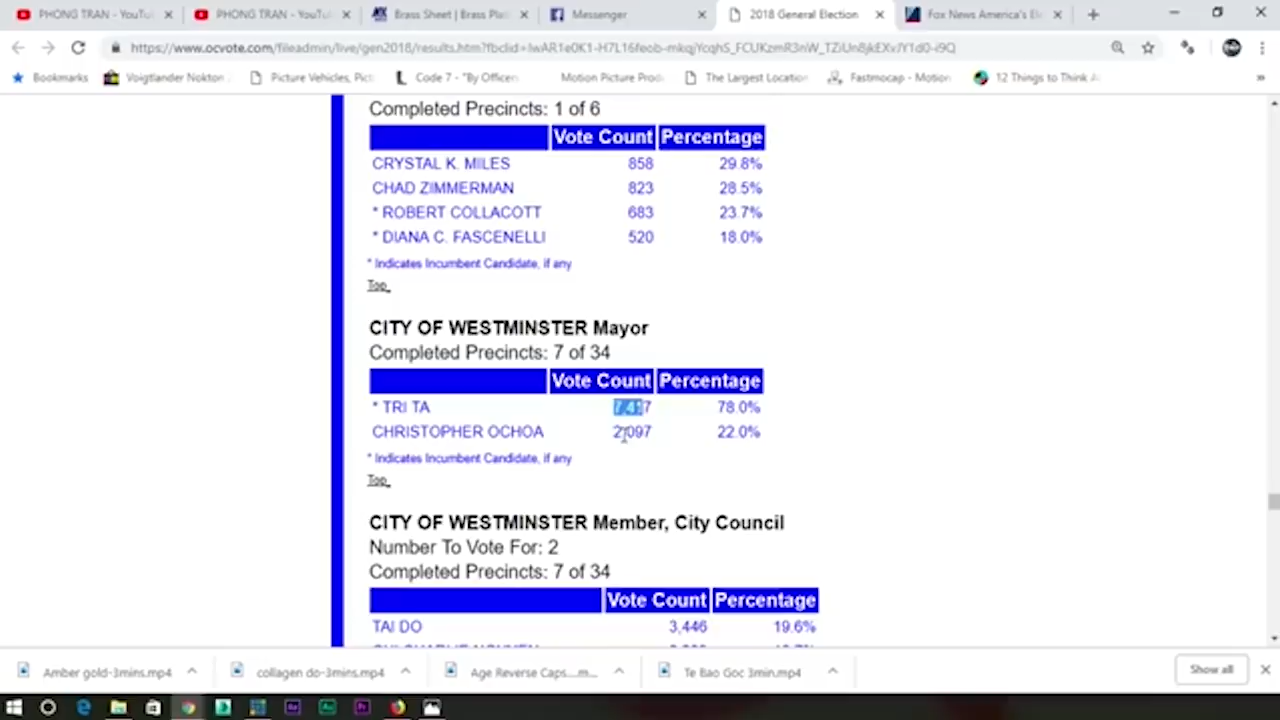 PHONG TRAN - YouTu
PHONG TRAN - YouTu
Brass Sheet | Brass Plat
Messenger
2018 General Election
Fox News America's Ele
https://www.ocvote.com/fileadmin/live/gen2018/results.htm?fbclid=
Bookmarks
Voigtlander Nokton
Picture Vehicles, Pict
Code 7 - "By Officer
Motion Picture Prod
The Largest Location
Fastmocap - Motion
12 Things to Think A
Completed Precincts: 1 of 6
Vote Count Percentage
CRYSTAL K. MILES 858 29.8%
CHAD ZIMMERMAN 823 28.5%
* ROBERT COLLACOTT 683 23.7%
* DIANA C. FASCENELLI 520 18.0%
* Indicates Incumbent Candidate, if any
Top
CITY OF WESTMINSTER Mayor
Completed Precincts: 7 of 34
Vote Count Percentage
* TRI TA 7,417 78.0%
CHRISTOPHER OCHOA 2,097 22.0%
* Indicates Incumbent Candidate, if any
Top
CITY OF WESTMINSTER Member, City Council
Number To Vote For: 2
Completed Precincts: 7 of 34
Vote Count Percentage
TAI DO 3,446 19.6%
Amber gold-3mins.mp4
collagen do-3mins.mp4
Age Reverse Caps....m...
Te Bao Goc 3min.mp4
Show all